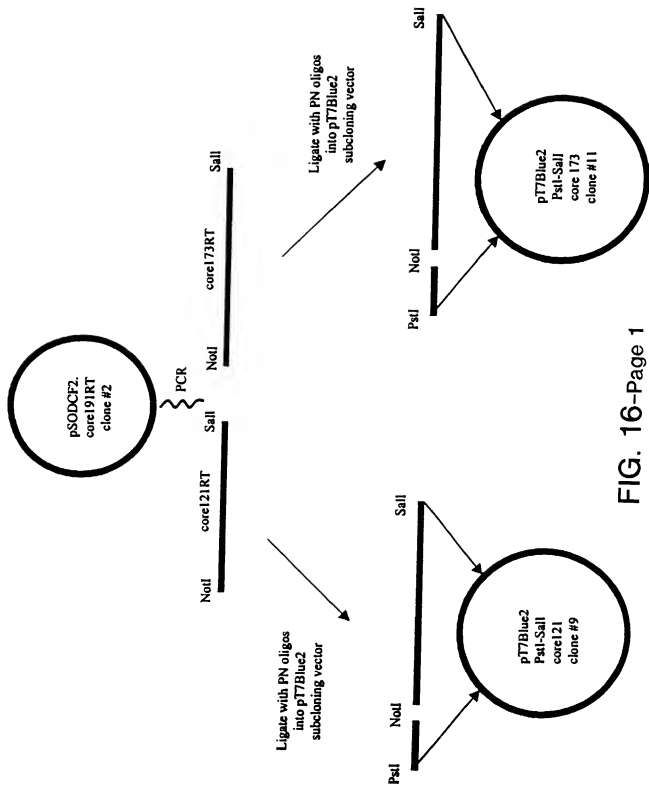 pSODCF2.
core191RT
clone #2
PCR
NotI
core121RT
SalI
NotI
core173RT
SalI
Ligate with PN oligos
into pT7Blue2
subcloning vector
Ligate with PN oligos
into pT7Blue2
subcloning vector
PstI
NotI
SalI
pT7Blue2
PstI-SalI
core121
clone #9
PstI
NotI
SalI
pT7Blue2
PstI-SalI
core 173
clone #11
FIG. 16-Page 1